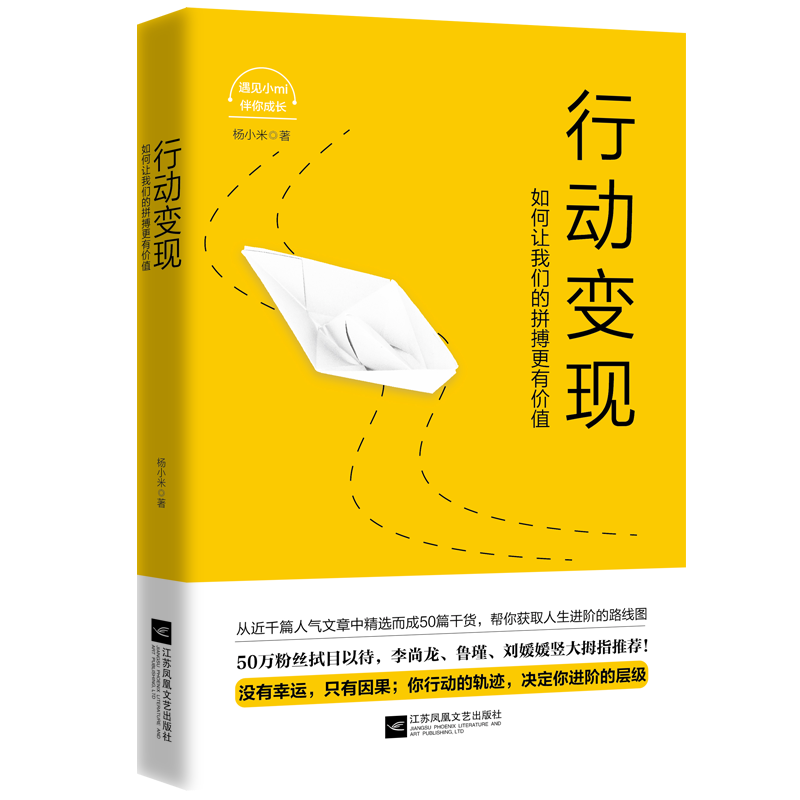 遇见小mi
伴你成长
杨小米◎著
行动变现
如何让我们的拼搏更有价值
从近千篇人气文章中精选而成50篇干货，帮你获取人生进阶的路线图
50万粉丝拭目以待，李尚龙、鲁瑾、刘媛媛竖大拇指推荐！
没有幸运，只有因果；你行动的轨迹，决定你进阶的层级
江苏凤凰文艺出版社
JIANGSU PHOENIX LITERATURE AND
ART PUBLISHING, LTD
行动变现
如何让我们的拼搏更有价值
杨小米◎著
江苏凤凰文艺出版社
JIANGSU PHOENIX LITERATURE AND
ART PUBLISHING, LTD